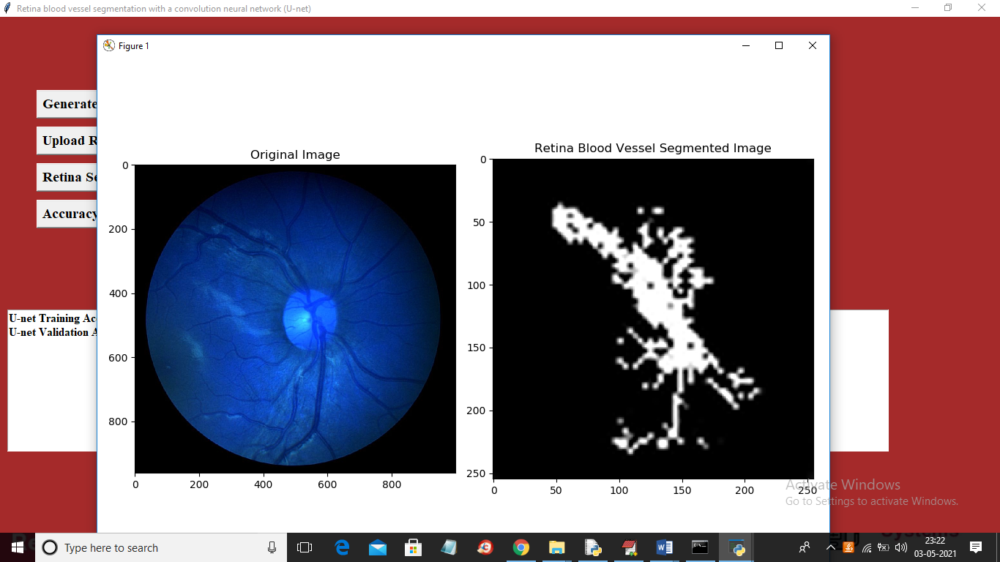 Retina blood vessel segmentation with a convolution neural network (U-net)
Figure 1
Generate
Upload R
Retina Se
Accuracy
U-net Training Ac
U-net Validation A
Original Image
0
200
400
600
800
0
200
400
600
800
Retina Blood Vessel Segmented Image
0
50
100
150
200
250
0
50
100
150
200
250
Activate Windows
Go to Settings to activate Windows.
Type here to search
23:22
03-05-2021